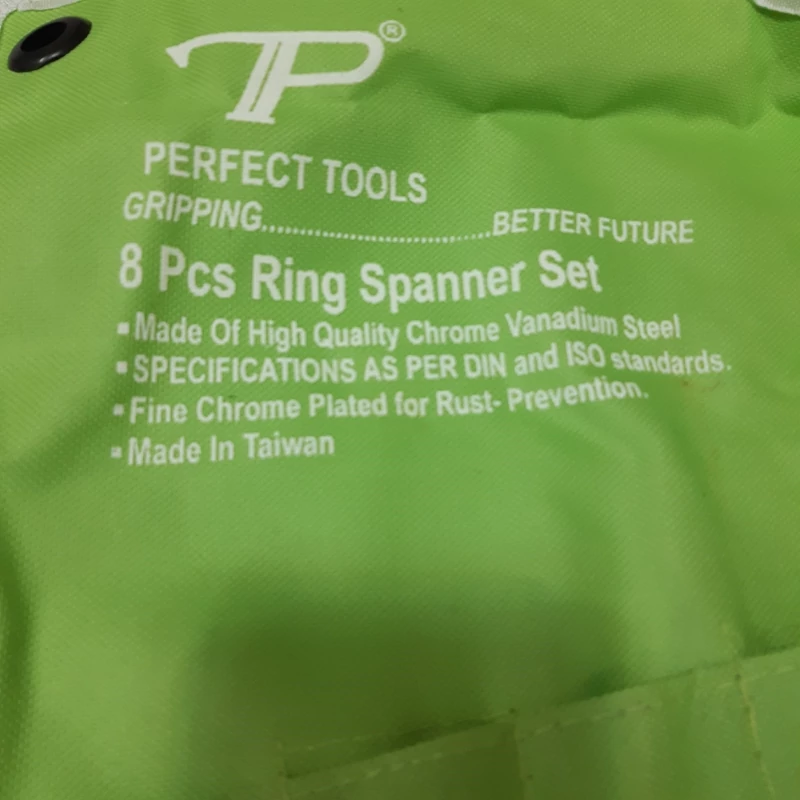 TP®
PERFECT TOOLS
GRIPPING.................................BETTER FUTURE
8 Pcs Ring Spanner Set
▪Made Of High Quality Chrome Vanadium Steel
▪SPECIFICATIONS AS PER DIN and ISO standards.
▪Fine Chrome Plated for Rust- Prevention.
▪Made In Taiwan